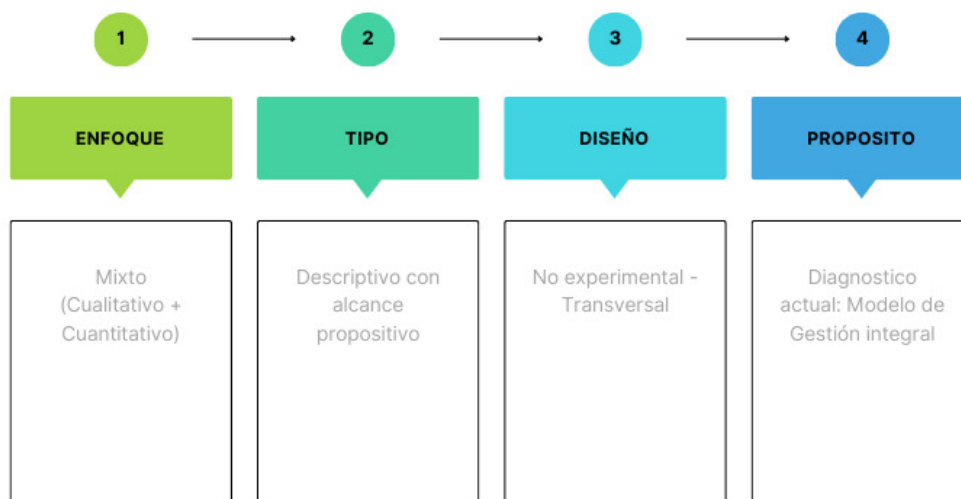 1
2
3
4
ENFOQUE
TIPO
DISEÑO
PROPOSITO
Mixto
(Cualitativo +
Cuantitativo)
Descriptivo con
alcance
propositivo
No experimental -
Transversal
Diagnostico
actual: Modelo de
Gestión integral